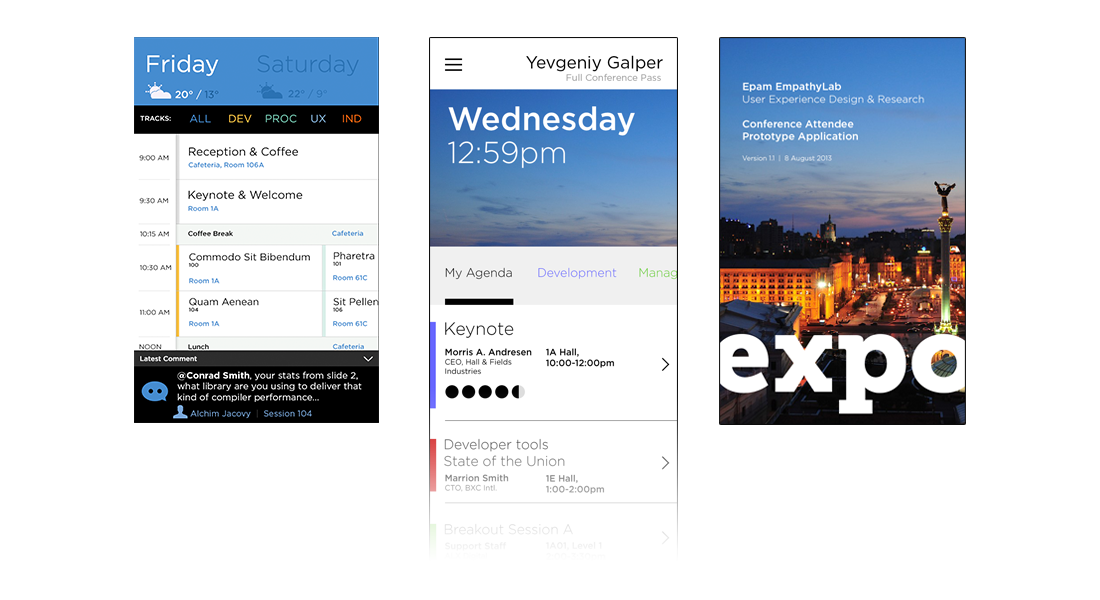 Friday
Saturday
20° / 13°
22° / 9°
TRACKS:
ALL
DEV
PROC
UX
IND
9:00 AM
Reception & Coffee
Cafeteria, Room 106A
9:30 AM
Keynote & Welcome
Room 1A
10:15 AM
Coffee Break
Cafeteria
10:30 AM
Commodo Sit Bibendum
100
Room 1A
Pharetra
101
Room 61C
11:00 AM
Quam Aenean
104
Room 1A
Sit Pellen
106
Room 61C
NOON
Lunch
Cafeteria
Latest Comment
@Conrad Smith, your stats from slide 2,
what library are you using to deliver that
kind of compiler performance...
Alchim Jacovy | Session 104
Yevgeniy Galper
Full Conference Pass
Wednesday
12:59pm
My Agenda
Development
Manag
Keynote
Morris A. Andresen
CEO, Hall & Fields
Industries
1A Hall,
10:00-12:00pm
Developer tools
State of the Union
Marrion Smith
CTO, BXC Intl.
1E Hall,
1:00-2:00pm
Breakout Session A
Support Staff
1A01, Level 1
Epam EmpathyLab
User Experience Design & Research
Conference Attendee
Prototype Application
Version 1.1 | 8 August 2013
expo